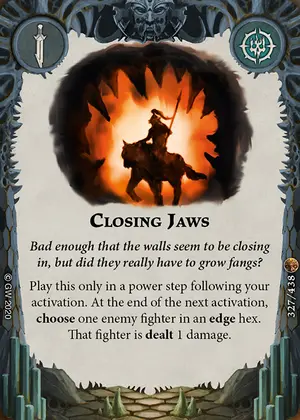 CLOSING JAWS
Bad enough that the walls seem to be closing
in, but did they really have to grow fangs?
Play this only in a power step following your
activation. At the end of the next activation,
choose one enemy fighter in an edge hex.
That fighter is dealt 1 damage.
© GW 2020
327/438